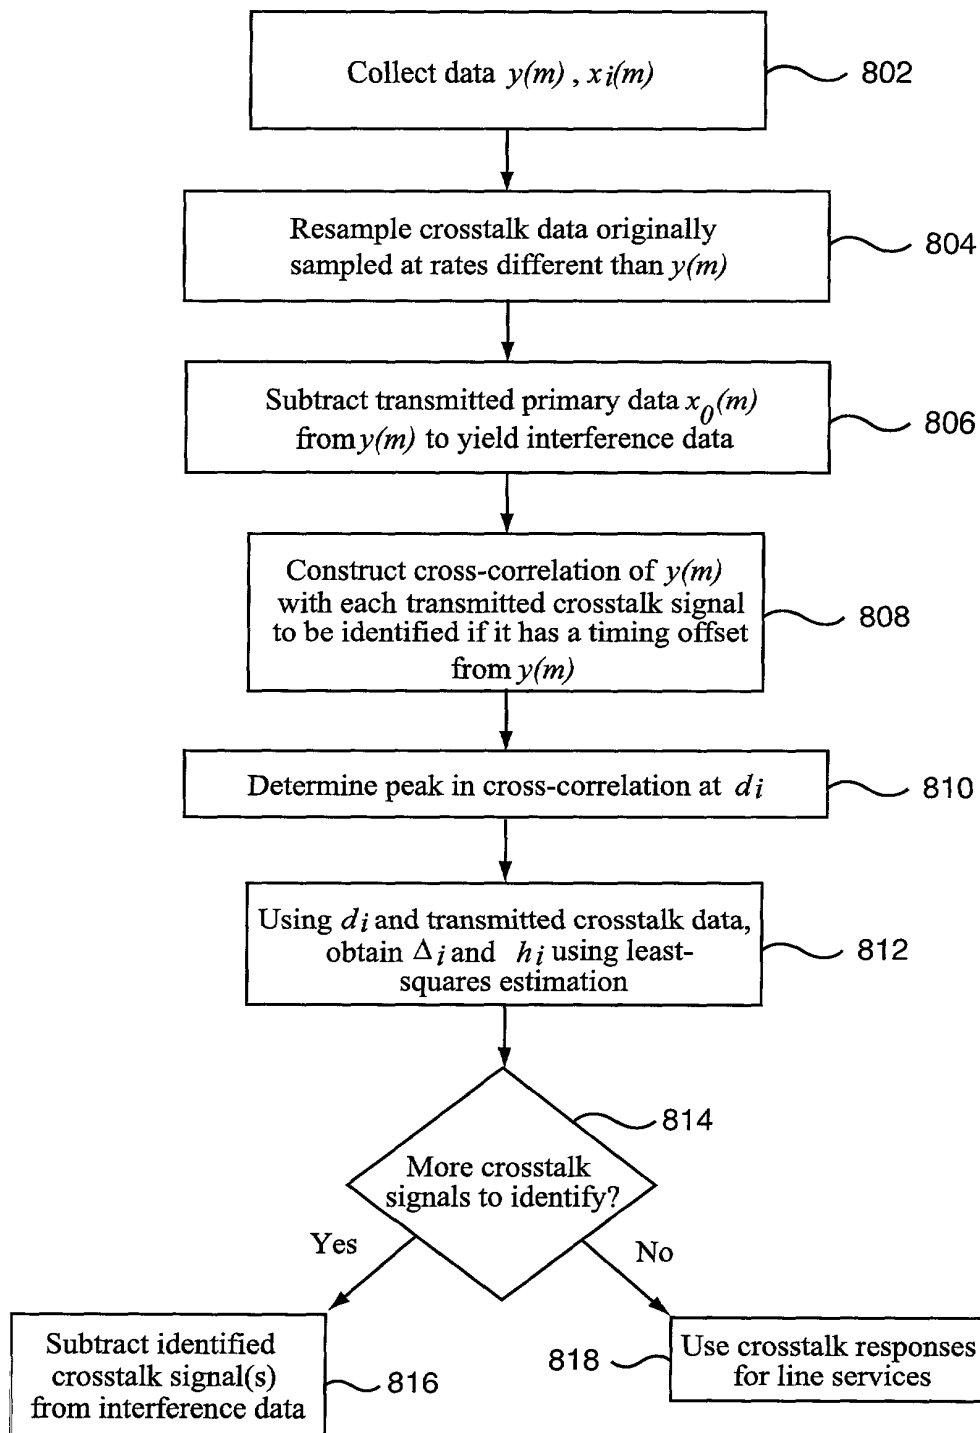 Collect data y(m) , xi(m)
802
Resample crosstalk data originally
sampled at rates different than y(m)
804
Subtract transmitted primary data x0(m)
from y(m) to yield interference data
806
Construct cross-correlation of y(m)
with each transmitted crosstalk signal
to be identified if it has a timing offset
from y(m)
808
Determine peak in cross-correlation at di
810
Using di and transmitted crosstalk data,
obtain Δi and hi using least-
squares estimation
812
More crosstalk
signals to identify?
814
Yes
No
Subtract identified
crosstalk signal(s)
from interference data
816
818
Use crosstalk responses
for line services